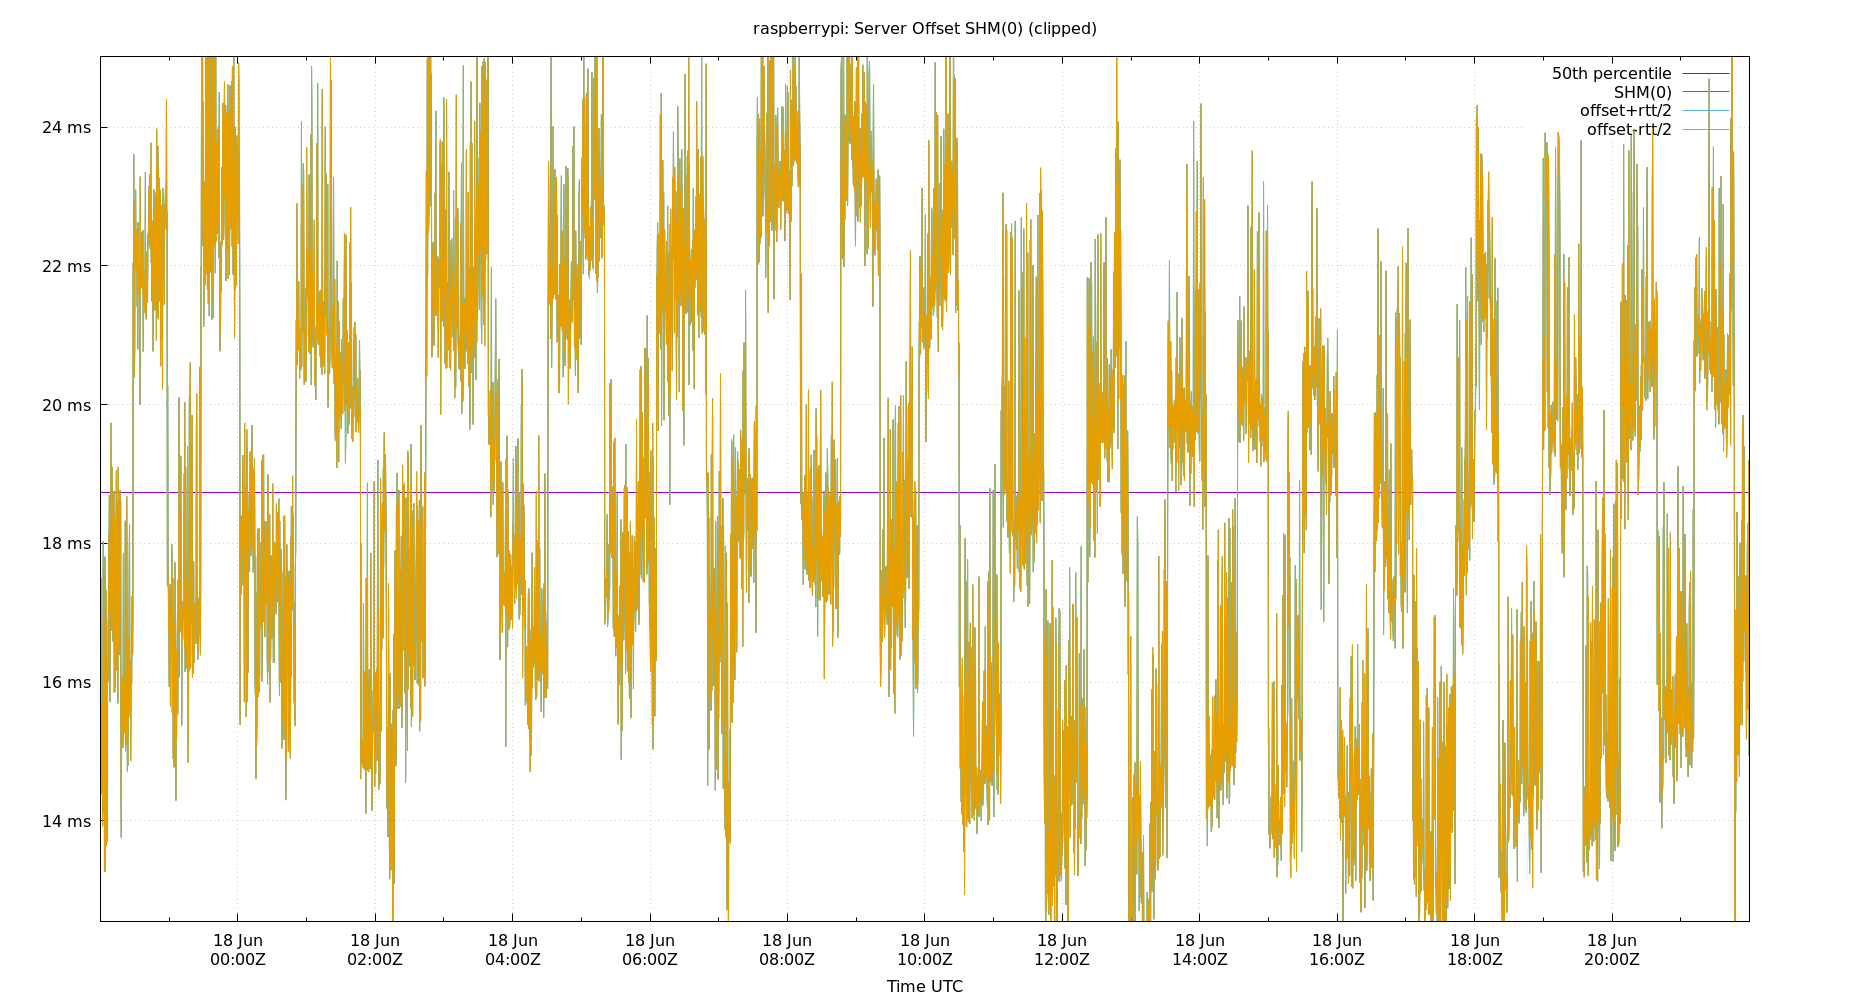 raspberrypi: Server Offset SHM(0) (clipped)
50th percentile
SHM(0)
offset+rtt/2
offset-rtt/2
24 ms
22 ms
20 ms
18 ms
16 ms
14 ms
18 Jun 18 Jun 18 Jun 18 Jun 18 Jun 18 Jun 18 Jun 18 Jun 18 Jun 18 Jun 18 Jun
00:00Z 02:00Z 04:00Z 06:00Z 08:00Z 10:00Z 12:00Z 14:00Z 16:00Z 18:00Z 20:00Z
Time UTC